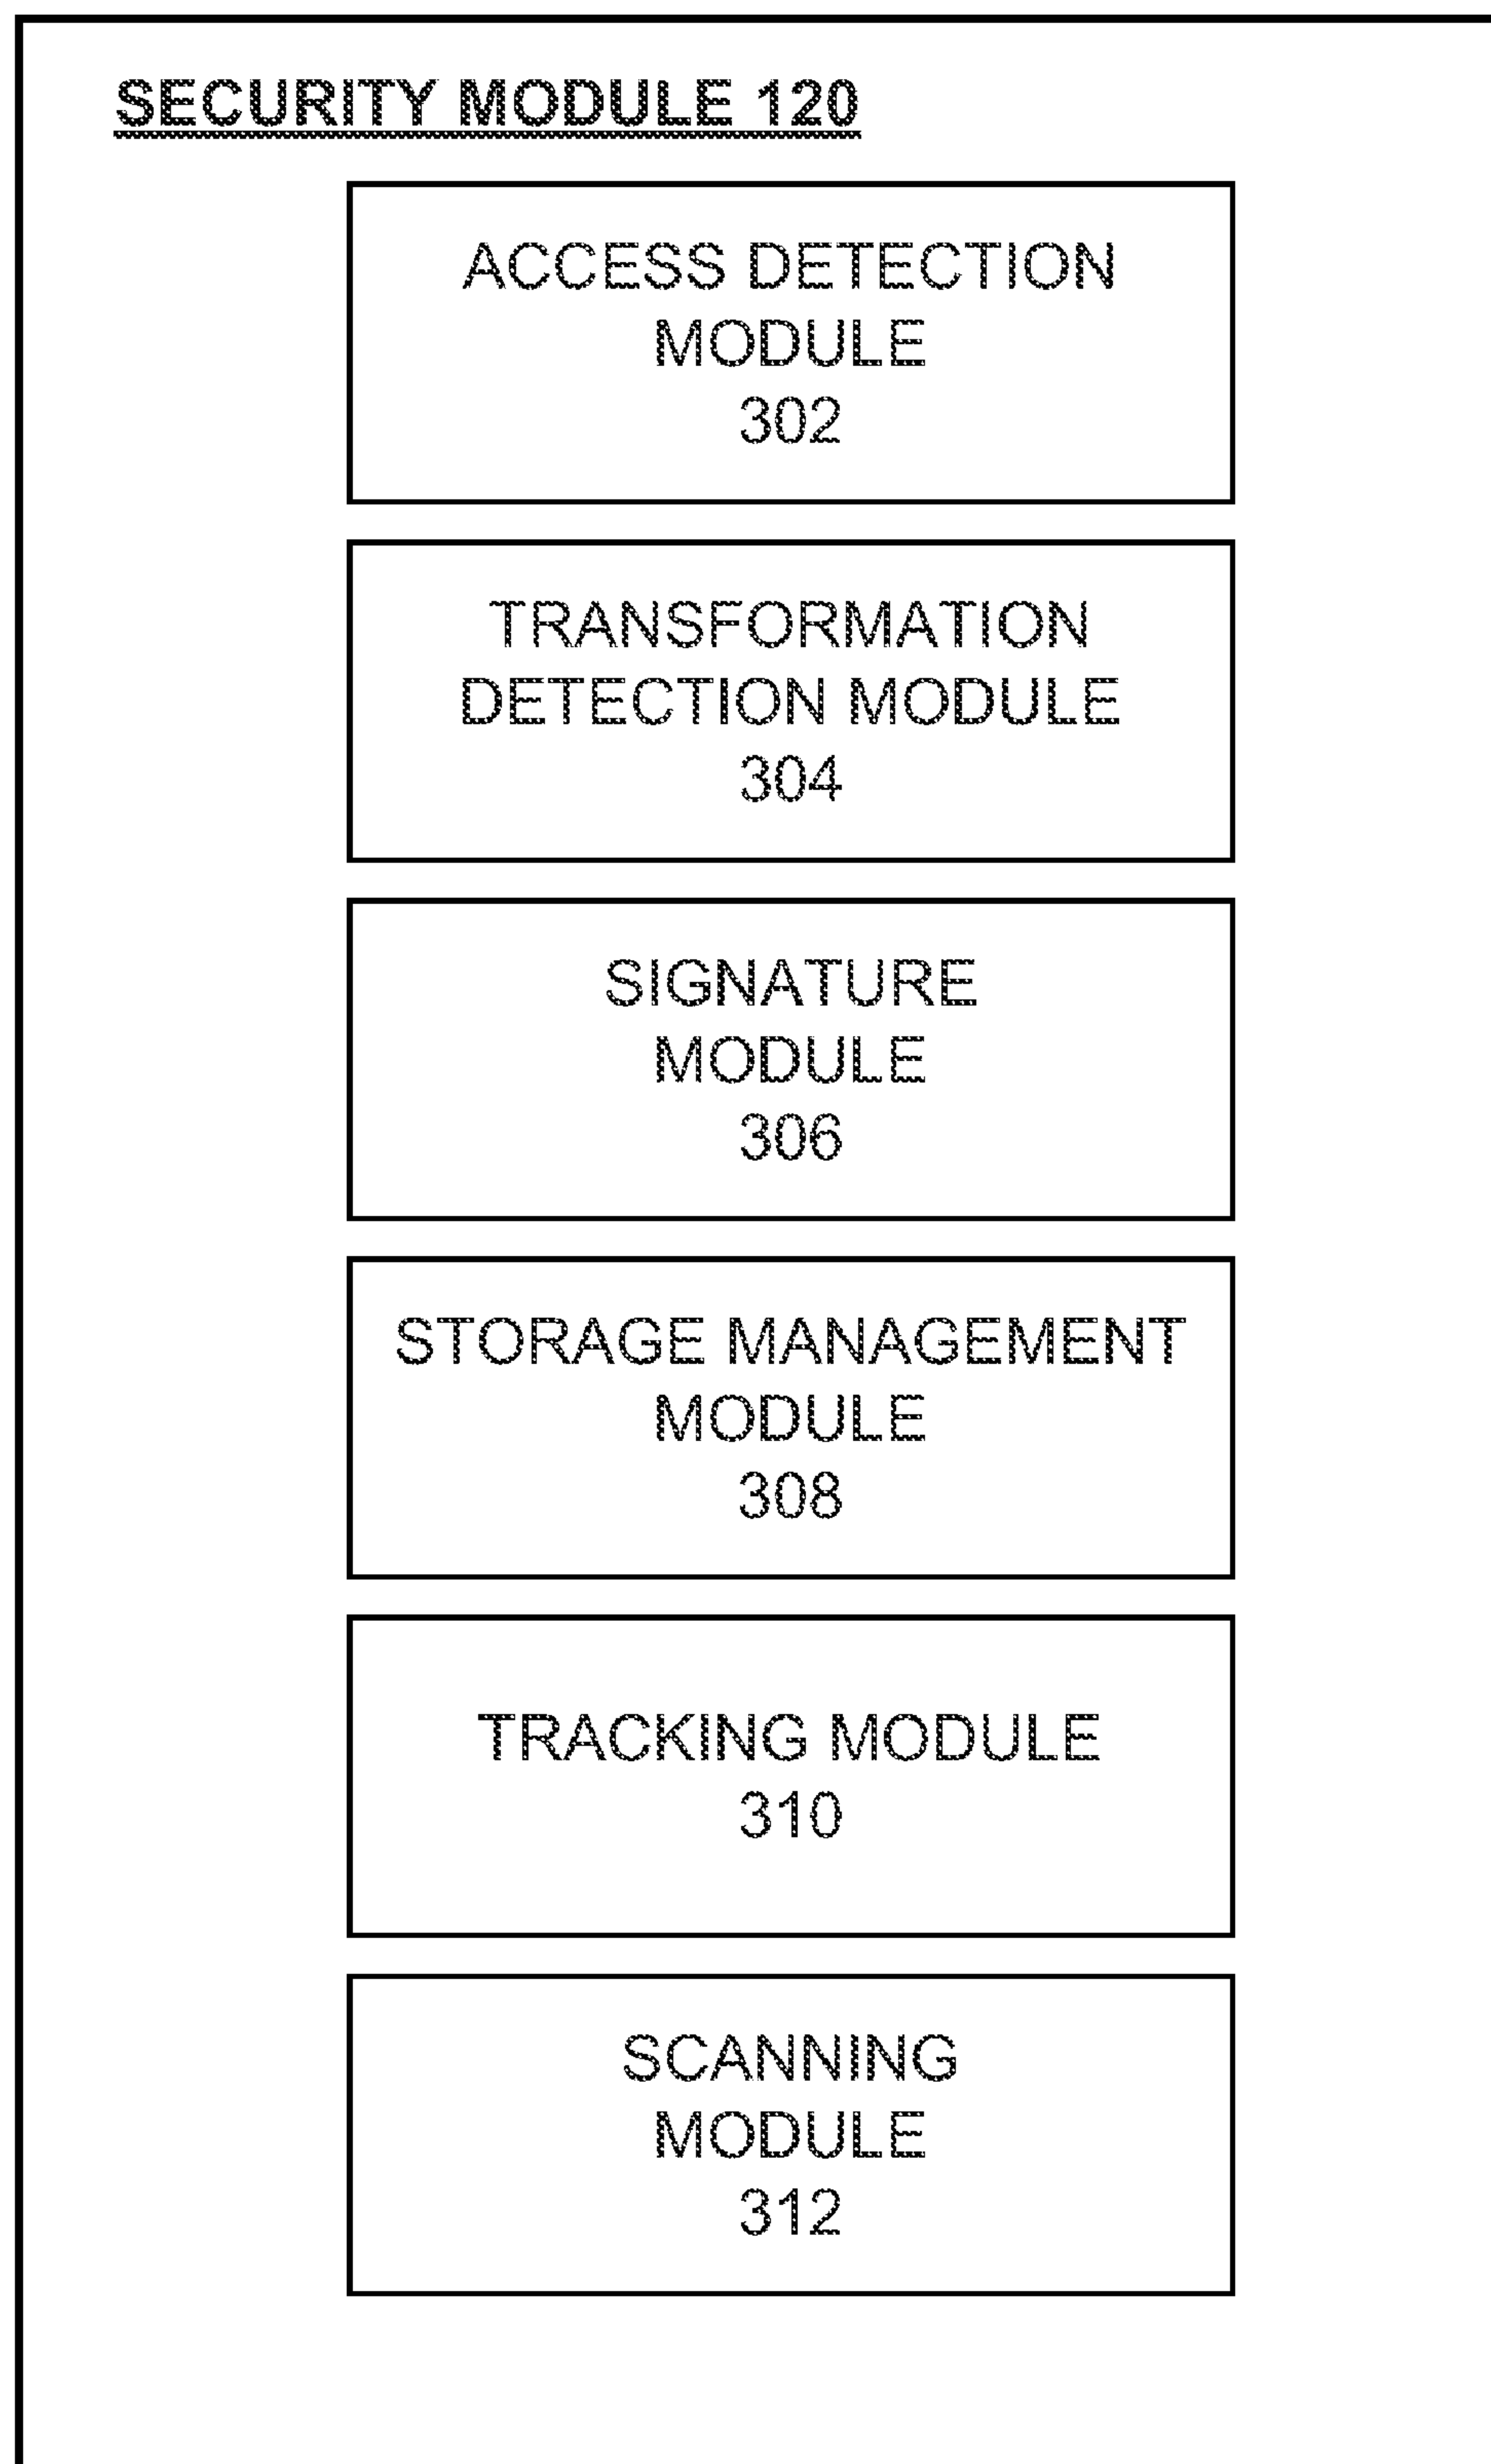 SECURITY MODULE 120
ACCESS DETECTION
MODULE
302
TRANSFORMATION
DETECTION MODULE
304
SIGNATURE
MODULE
306
STORAGE MANAGEMENT
MODULE
308
TRACKING MODULE
310
SCANNING
MODULE
312